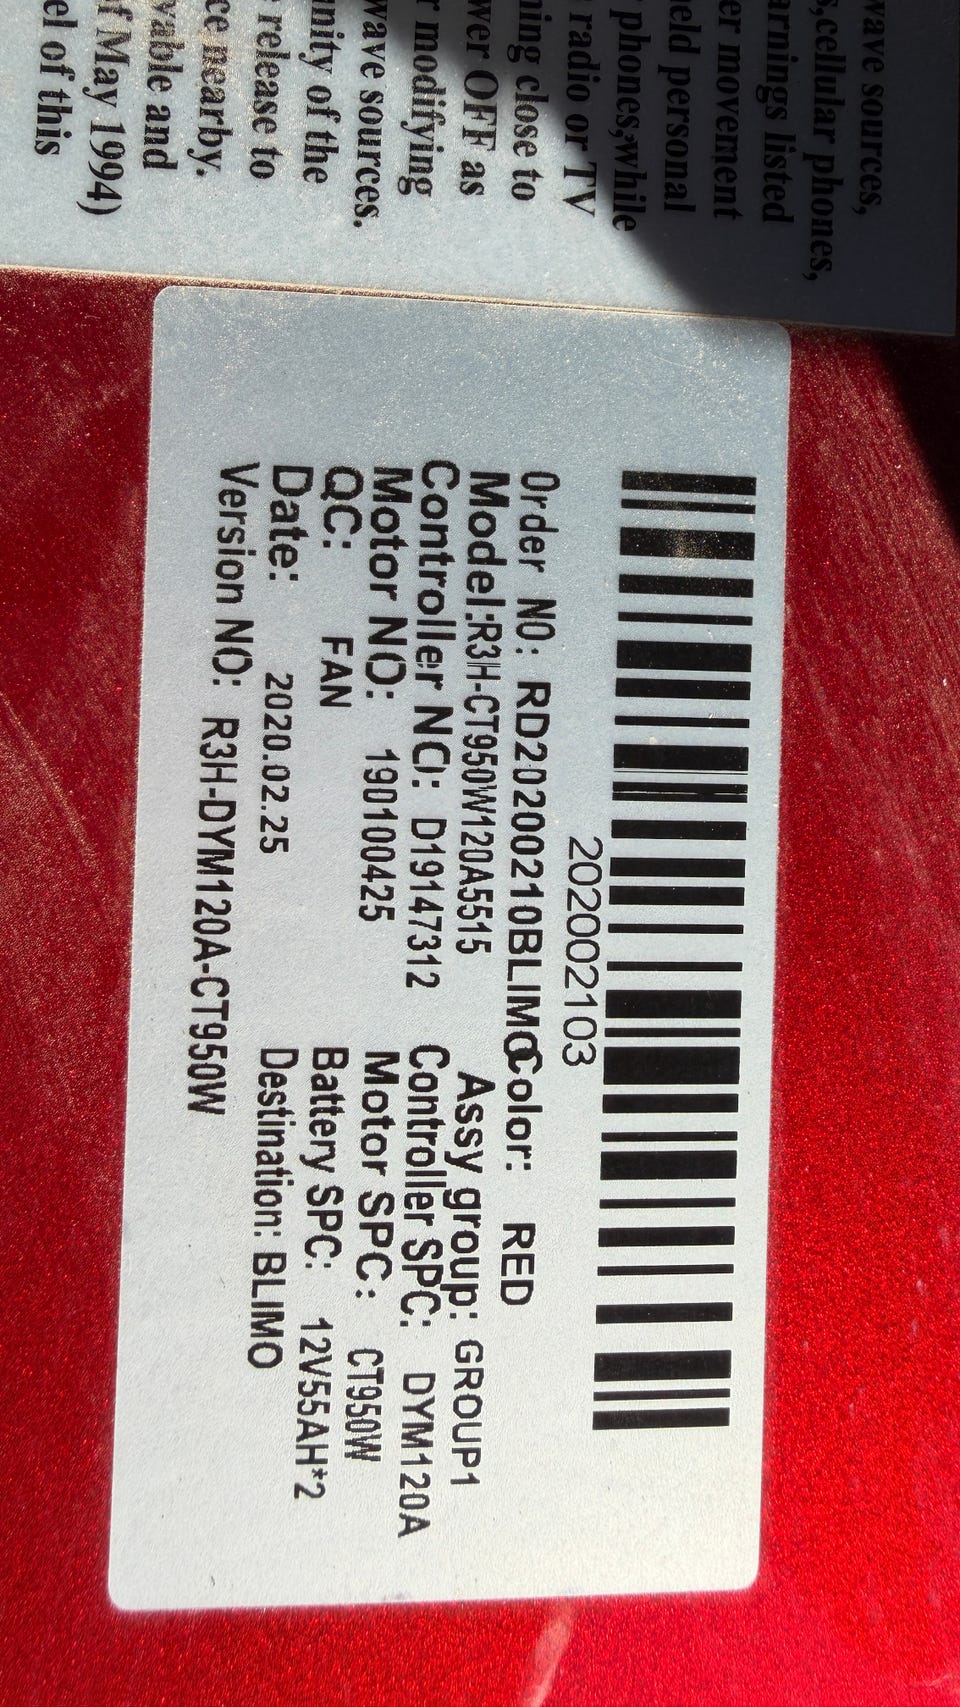 wave sources,
s,cellular phones,
arnings listed
er movement
eld personal
phones;while
radio or TV
ning close to
wer OFF as
r modifying
wave sources.
nity of the
release to
ce nearby.
vable and
f May 1994)
el of this
202002103
Order NO: RD20200210BLIMO Color: RED
Model:R3H-CT950W120A5515 Assy group: GROUP1
Controller NO: D19147312 Controller SPC: DYM120A
Motor NO: 190100425 Motor SPC: CT950W
QC: FAN Battery SPC: 12V55AH*2
Date: 2020.02.25 Destination: BLIMO
Version NO: R3H-DYM120A-CT950W